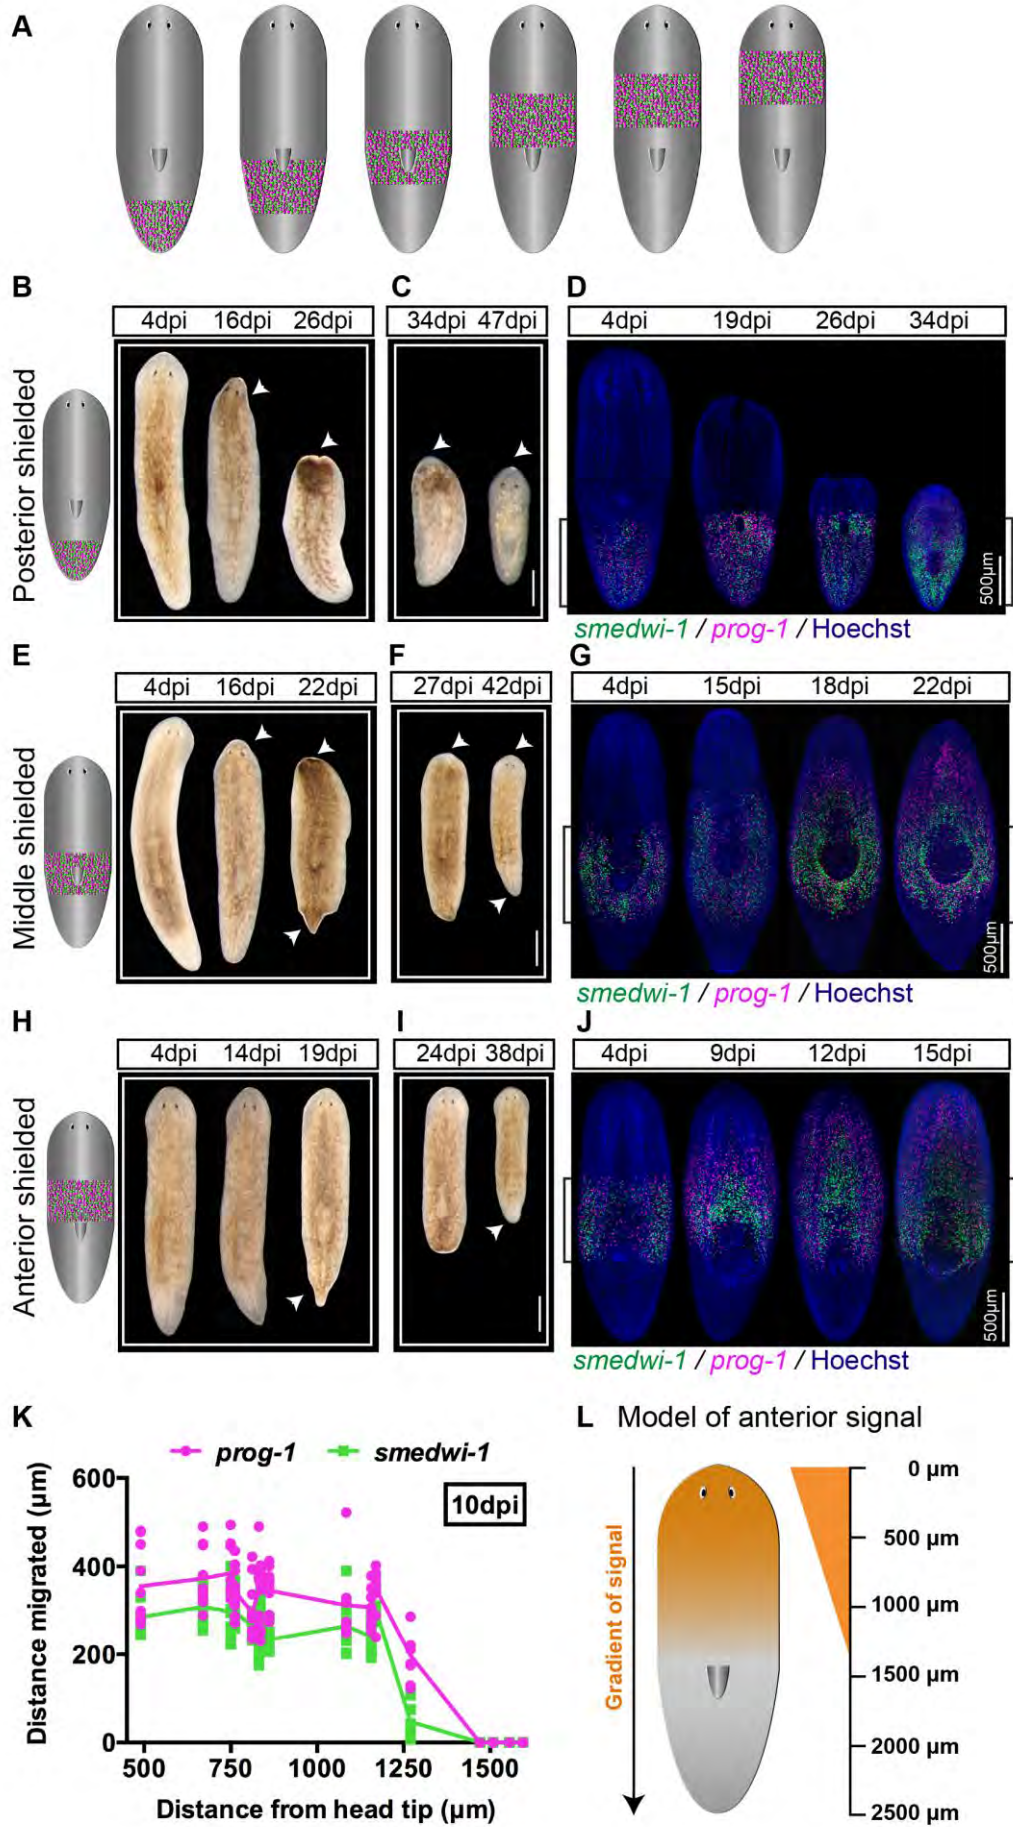 A
B
C
D
4dpi 16dpi 26dpi
34dpi 47dpi
4dpi 19dpi 26dpi 34dpi
Posterior shielded
500µm
smedwi-1 / prog-1 / Hoechst
E
F
G
4dpi 16dpi 22dpi
27dpi 42dpi
4dpi 15dpi 18dpi 22dpi
Middle shielded
500µm
smedwi-1 / prog-1 / Hoechst
H
I
J
4dpi 14dpi 19dpi
24dpi 38dpi
4dpi 9dpi 12dpi 15dpi
Anterior shielded
500µm
smedwi-1 / prog-1 / Hoechst
K
prog-1 smedwi-1
10dpi
Distance migrated (µm)
600
400
200
0
500 750 1000 1250 1500
Distance from head tip (µm)
L Model of anterior signal
Gradient of signal
0 µm
500 µm
1000 µm
1500 µm
2000 µm
2500 µm